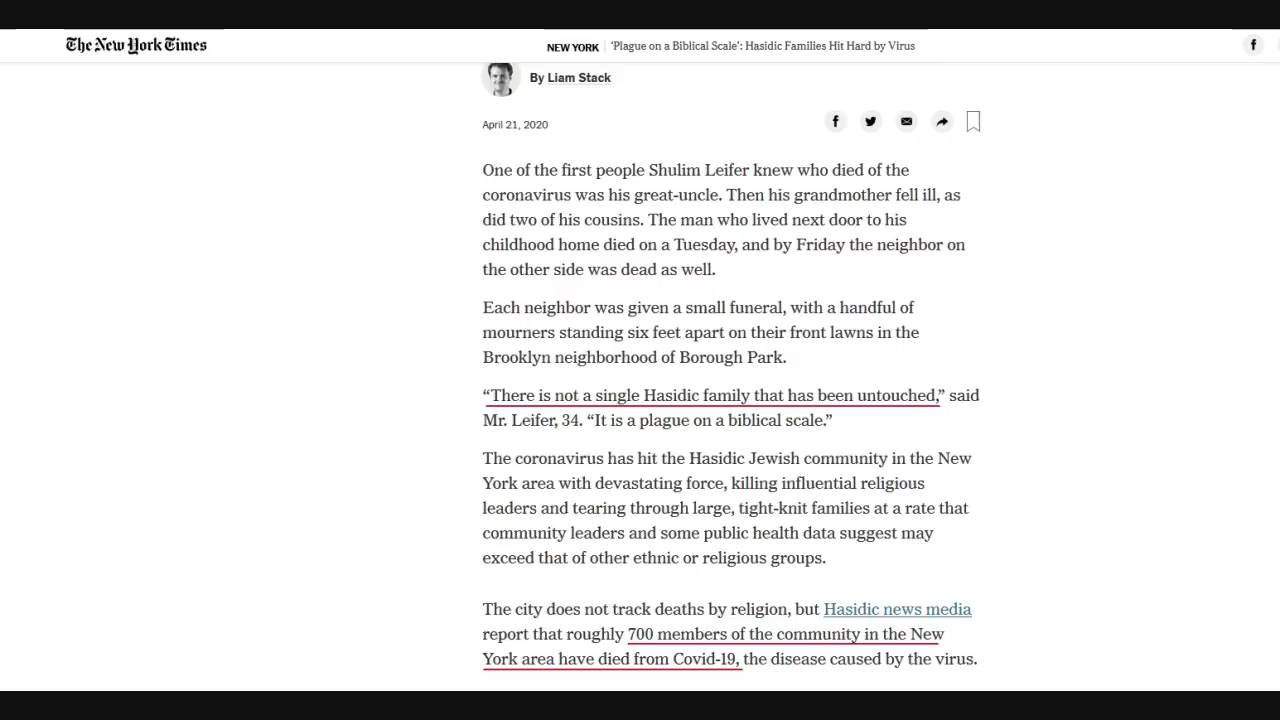 The New York Times
NEW YORK | 'Plague on a Biblical Scale': Hasidic Families Hit Hard by Virus
By Liam Stack
April 21, 2020
One of the first people Shulim Leifer knew who died of the
coronavirus was his great-uncle. Then his grandmother fell ill, as
did two of his cousins. The man who lived next door to his
childhood home died on a Tuesday, and by Friday the neighbor on
the other side was dead as well.
Each neighbor was given a small funeral, with a handful of
mourners standing six feet apart on their front lawns in the
Brooklyn neighborhood of Borough Park.
“There is not a single Hasidic family that has been untouched,” said
Mr. Leifer, 34. “It is a plague on a biblical scale.”
The coronavirus has hit the Hasidic Jewish community in the New
York area with devastating force, killing influential religious
leaders and tearing through large, tight-knit families at a rate that
community leaders and some public health data suggest may
exceed that of other ethnic or religious groups.
The city does not track deaths by religion, but Hasidic news media
report that roughly 700 members of the community in the New
York area have died from Covid-19, the disease caused by the virus.